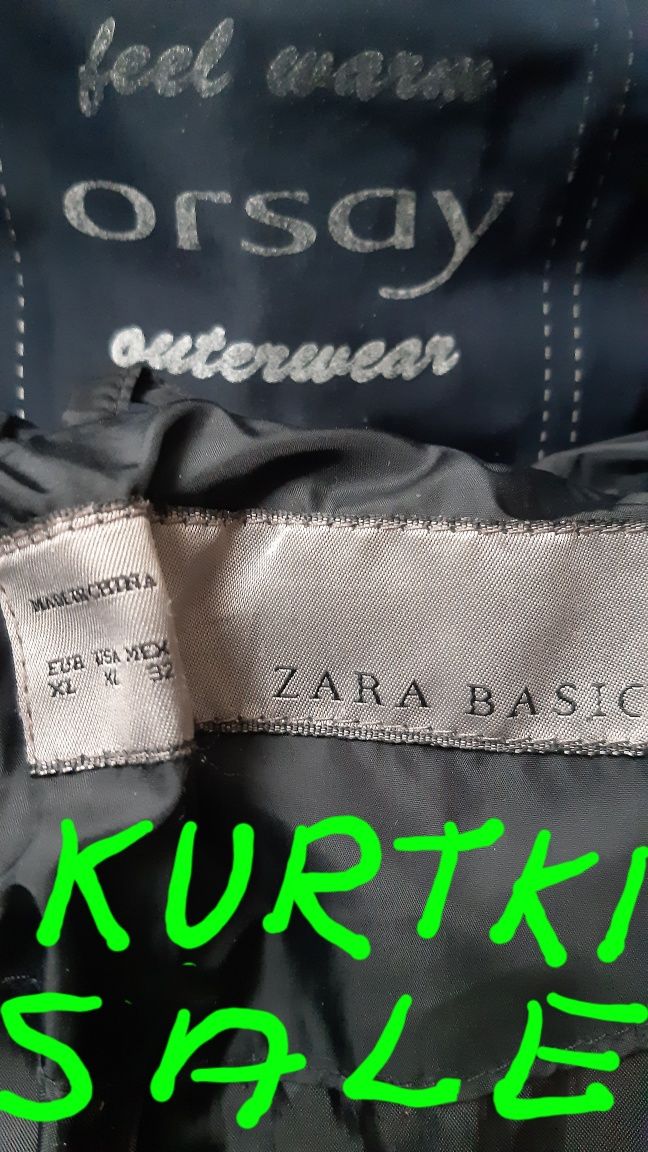 feel warm
orsay
outerwear
MADE IN CHINA
EUR USA MEX
XL XL 32
ZARA BASIC
KURTKI
SALE